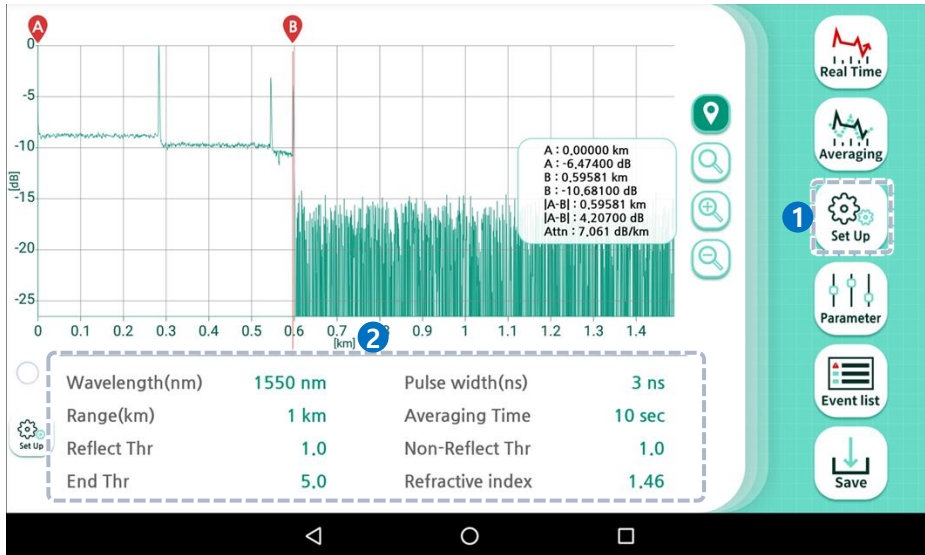 A
B
0
-5
-10
-15
-20
-25
[dB]
0 0.1 0.2 0.3 0.4 0.5 0.6 0.7 0.9 1 1.1 1.2 1.3 1.4
[km]
A : 0,00000 km
A : -6,47400 dB
B : 0,59581 km
B : -10,68100 dB
|A-B| : 0,59581 km
|A-B| : 4,20700 dB
Attn : 7,061 dB/km
Real Time
Averaging
1
Set Up
Parameter
Event list
Save
2
Set Up
Wavelength(nm) 1550 nm Pulse width(ns) 3 ns
Range(km) 1 km Averaging Time 10 sec
Reflect Thr 1.0 Non-Reflect Thr 1.0
End Thr 5.0 Refractive index 1.46